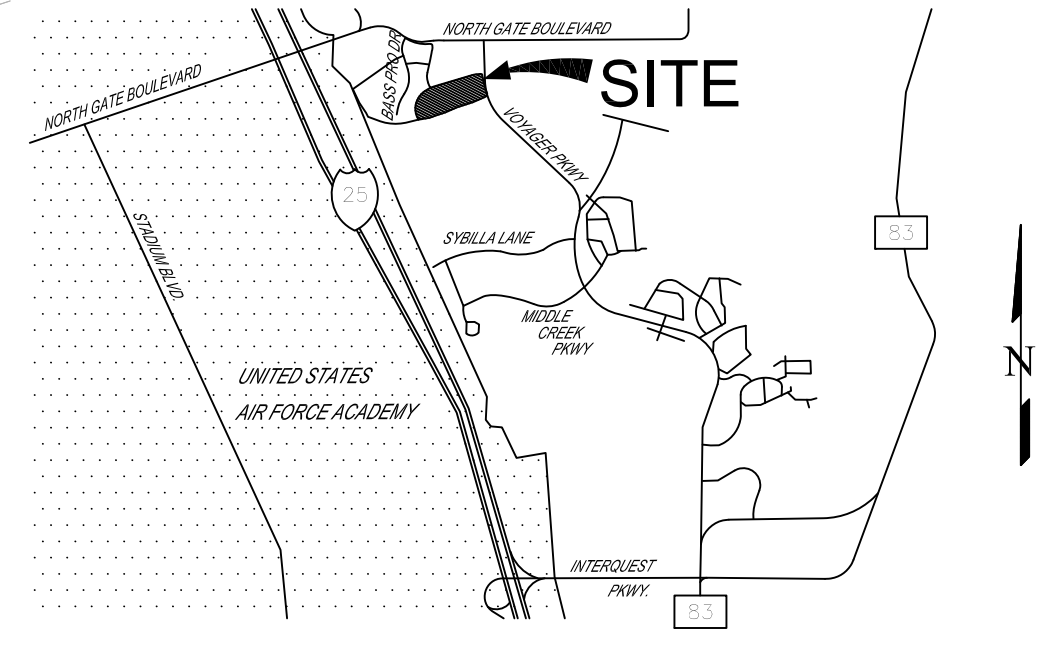 NORTH GATE BOULEVARD
BASS PRO DR
SITE
NORTH GATE BOULEVARD
VOYAGER PKWY
25
STADIUM BLVD.
SYBILLA LANE
83
MIDDLE
CREEK
PKWY
N
UNITED STATES
AIR FORCE ACADEMY
INTERQUEST
PKWY.
83